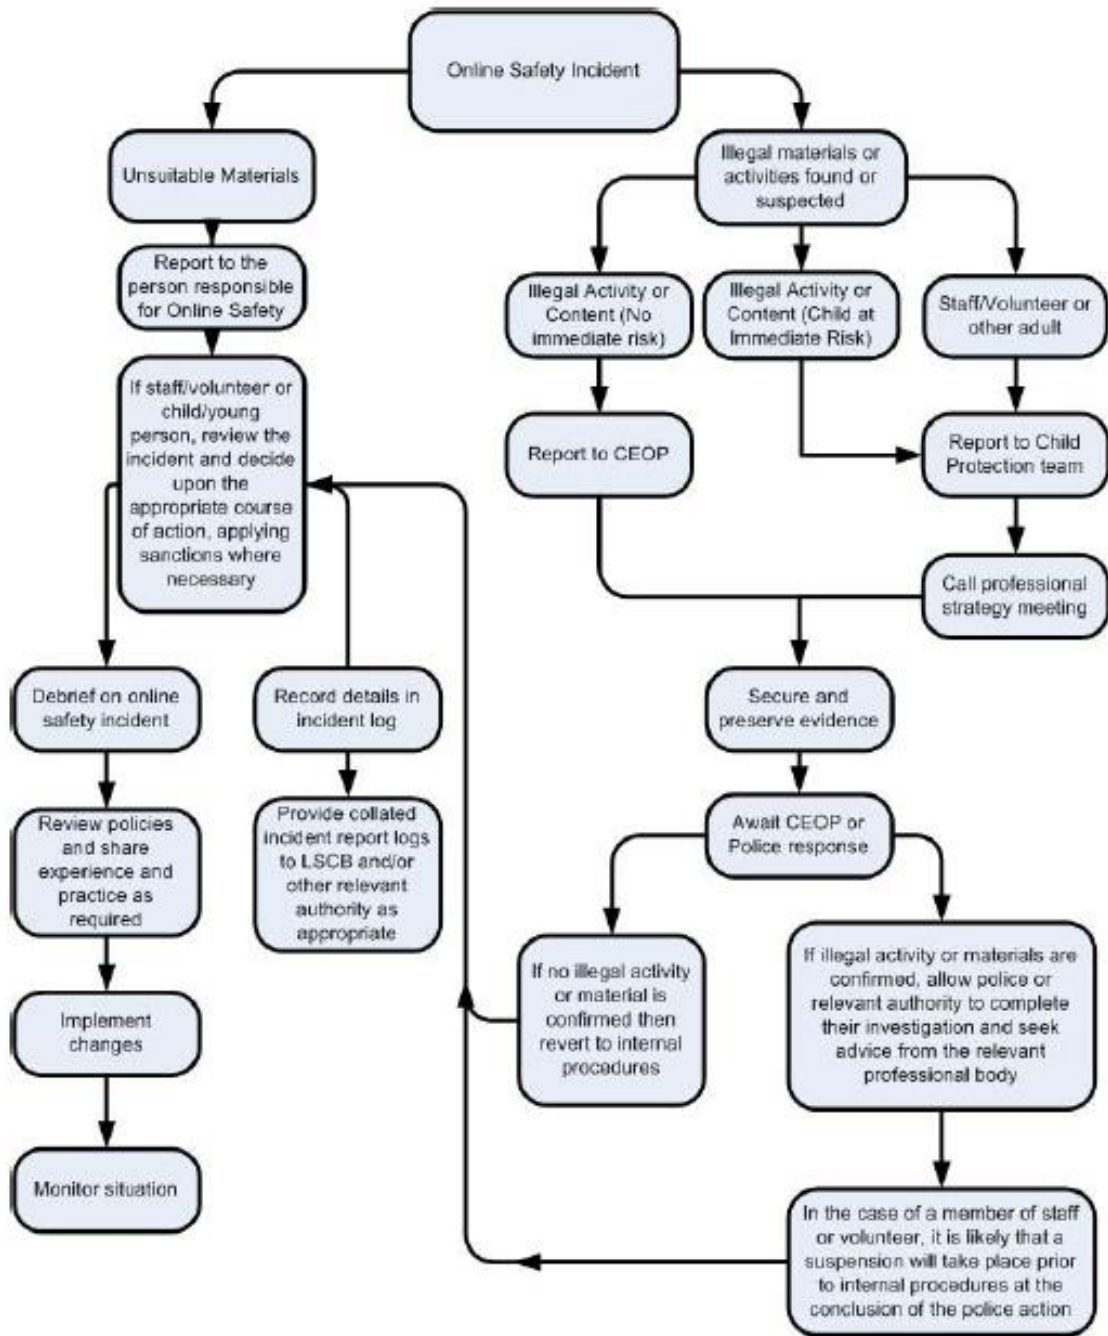 Online Safety Incident
Unsuitable Materials
Report to the
person responsible
for Online Safety
If staff/volunteer or
child/young
person, review the
incident and decide
upon the
appropriate course
of action, applying
sanctions where
necessary
Debrief on online
safety incident
Review policies
and share
experience and
practice as
required
Implement
changes
Monitor situation
Record details in
incident log
Provide collated
incident report logs
to LSCB and/or
other relevant
authority as
appropriate
Illegal materials or
activities found or
suspected
Illegal Activity or
Content (No
immediate risk)
Illegal Activity or
Content (Child at
Immediate Risk)
Staff/Volunteer or
other adult
Report to CEOP
Report to Child
Protection team
Call professional
strategy meeting
Secure and
preserve evidence
Await CEOP or
Police response
If no illegal activity
or material is
confirmed then
revert to internal
procedures
If illegal activity or materials are
confirmed, allow police or
relevant authority to complete
their investigation and seek
advice from the relevant
professional body
In the case of a member of staff
or volunteer, it is likely that a
suspension will take place prior
to internal procedures at the
conclusion of the police action